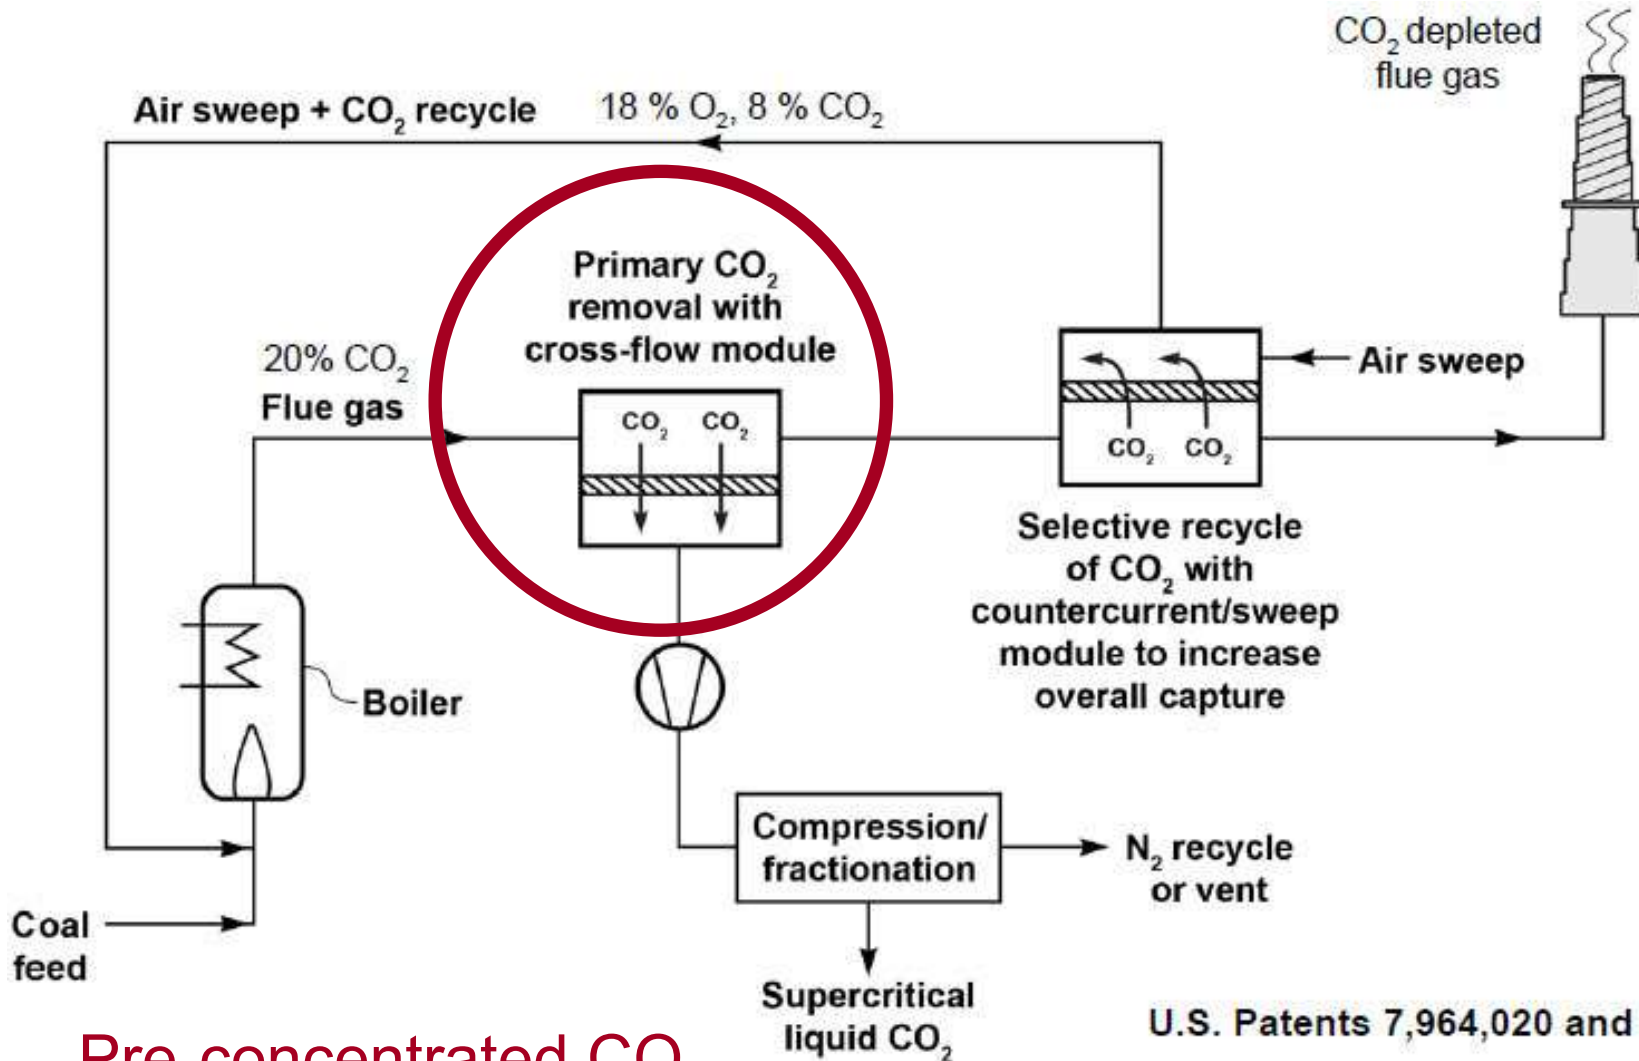 CO₂ depleted
flue gas
Air sweep + CO₂ recycle
18 % O₂, 8 % CO₂
Primary CO₂
removal with
cross-flow module
20% CO₂
Flue gas
CO₂ CO₂
Air sweep
CO₂ CO₂
Selective recycle
of CO₂ with
countercurrent/sweep
module to increase
overall capture
Boiler
Compression/
fractionation
N₂ recycle
or vent
Coal
feed
Supercritical
liquid CO₂
U.S. Patents 7,964,020 and
Pre-concentrated CO